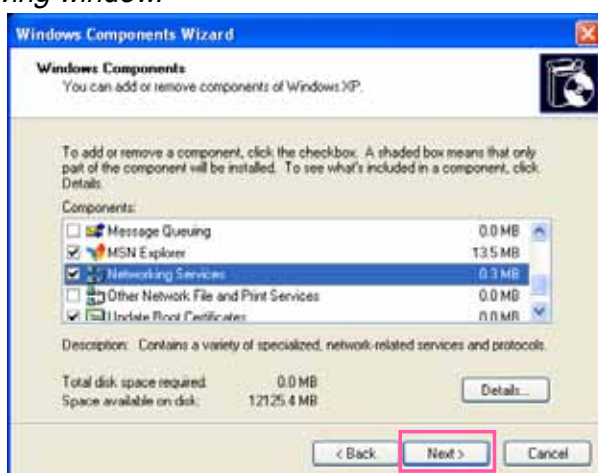 ring window.
Windows Components Wizard
Windows Components
You can add or remove components of Windows XP.
To add or remove a component, click the checkbox. A shaded box means that only
part of the component will be installed. To see what's included in a component, click
Details.
Components:
Message Queuing 0.0 MB
MSN Explorer 13.5 MB
Networking Services 0.3 MB
Other Network File and Print Services 0.0 MB
Update Root Certificates 0.0 MB
Description: Contains a variety of specialized, network-related services and protocols.
Total disk space required: 0.0 MB
Space available on disk: 12125.4 MB
Details...
< Back Next > Cancel